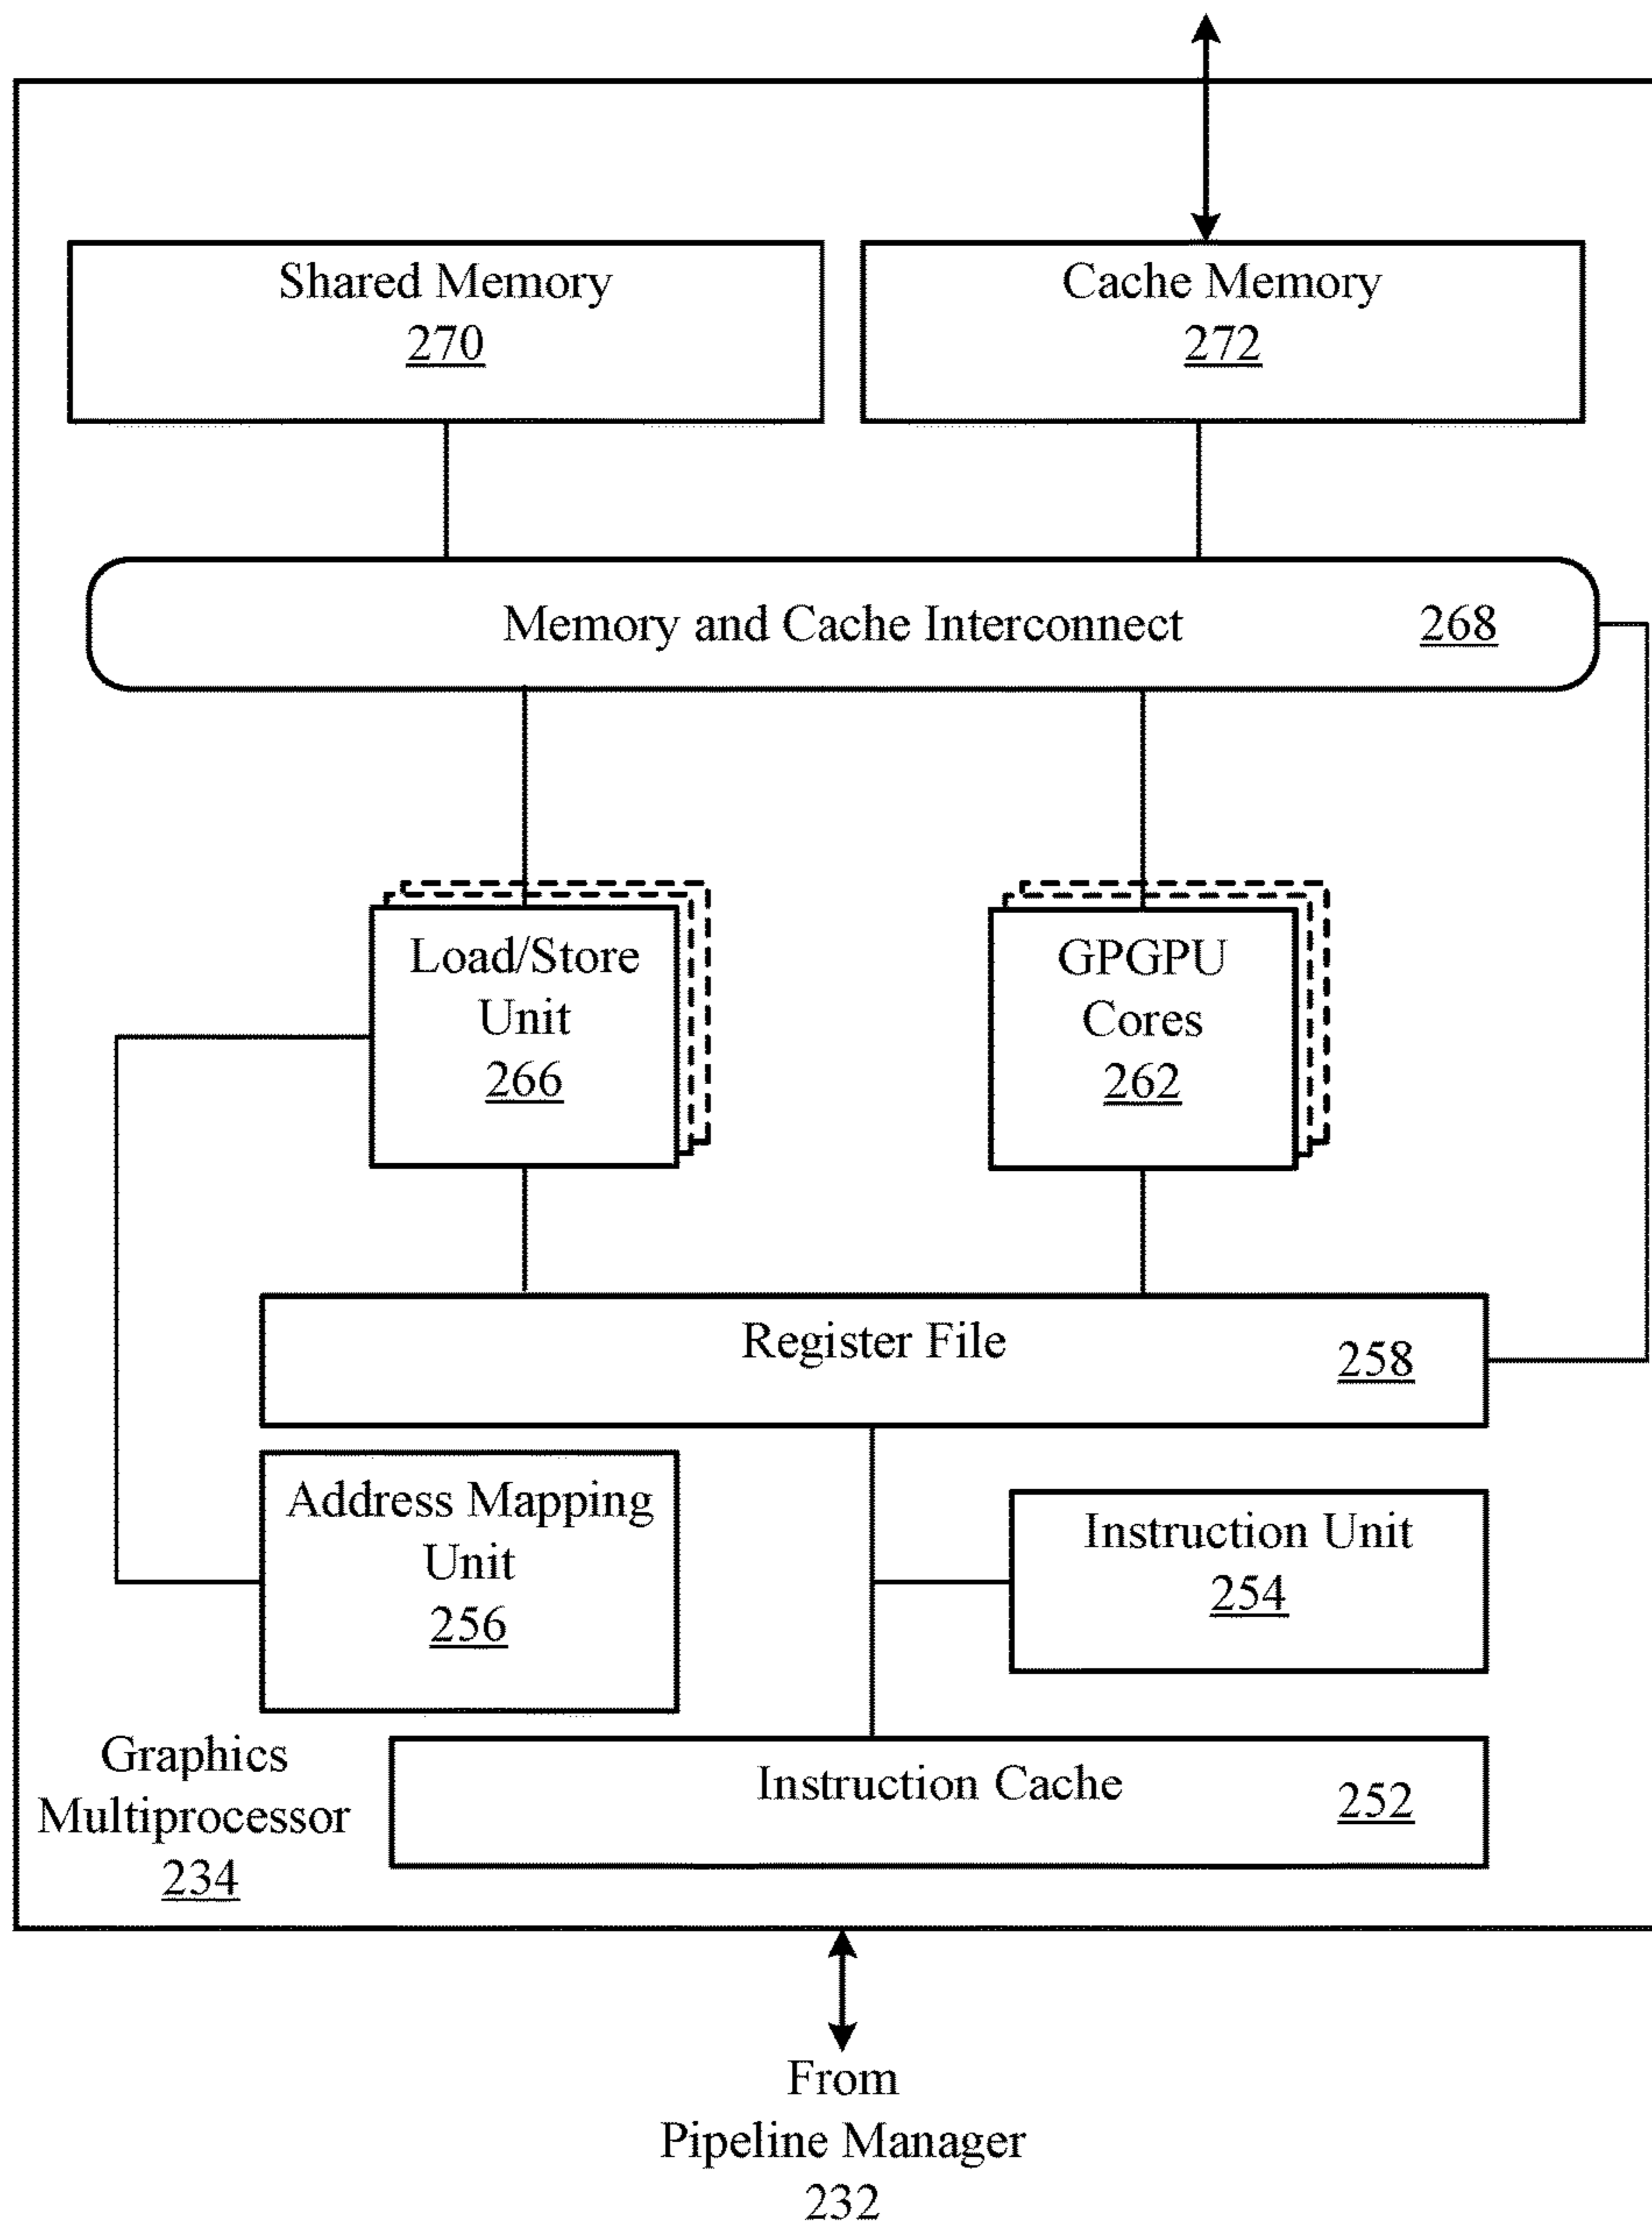 Shared Memory
270
Cache Memory
272
Memory and Cache Interconnect 268
Load/Store
Unit
266
GPGPU
Cores
262
Register File 258
Address Mapping
Unit
256
Instruction Unit
254
Graphics
Multiprocessor
234
Instruction Cache 252
From
Pipeline Manager
232